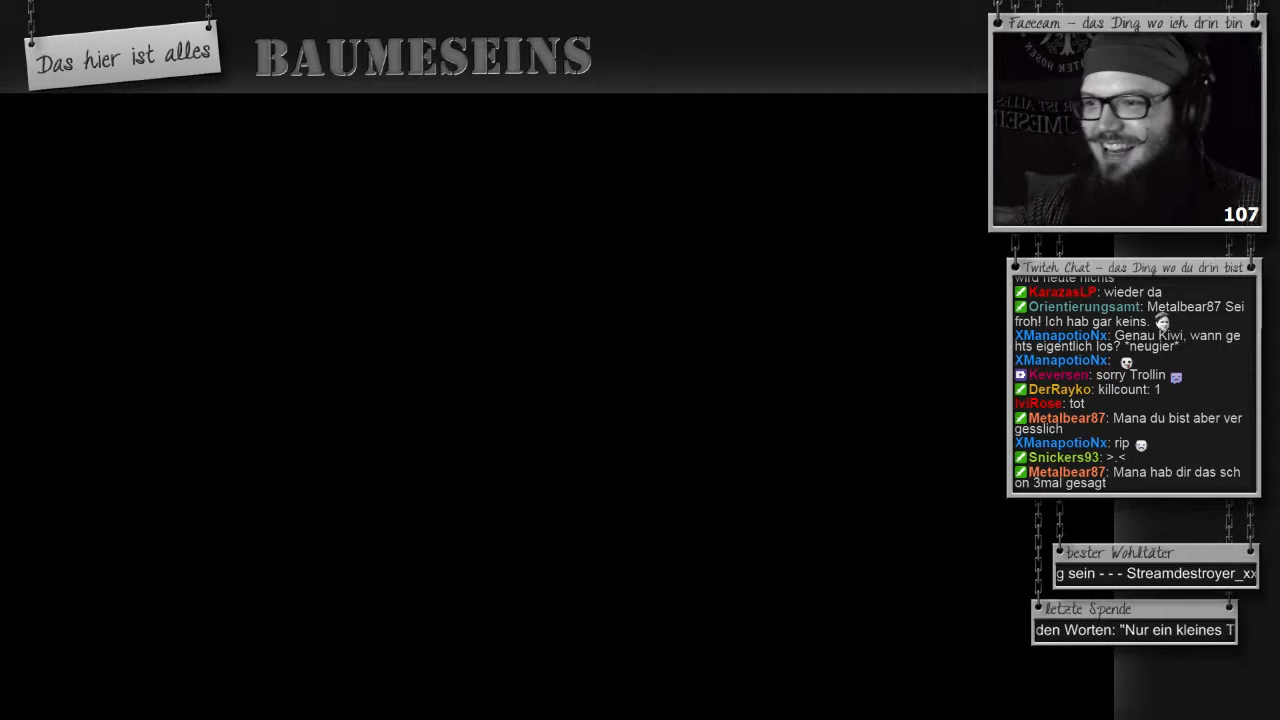 Das hier ist alles
BAUMESEINS
Facecam - das Ding wo ich drin bin
107
Twitch Chat - das Ding wo du drin bist
wird heute nichts
KarazasLP: wieder da
Orientierungsamt: Metalbear87 Sei
froh! Ich hab gar keins.
XManapotioNx: Genau Kiwi, wann ge
hts eigentlich los? *neugier*
XManapotioNx:
Keversen: sorry Trollin
DerRayko: killcount: 1
IviRose: tot
Metalbear87: Mana du bist aber ver
gesslich
XManapotioNx: rip
Snickers93: >.<
Metalbear87: Mana hab dir das sch
on 3mal gesagt
bester Wohltäter
g sein - - - Streamdestroyer_xx
letzte Spende
den Worten: "Nur ein kleines T